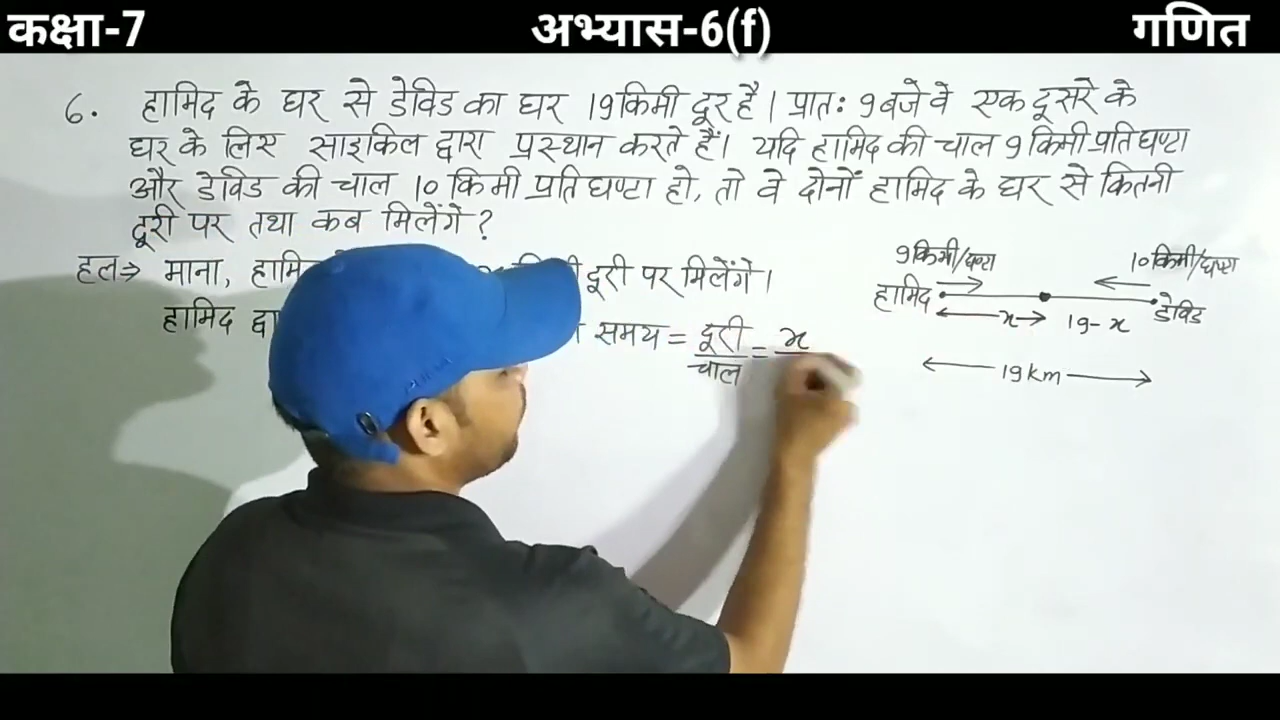 कक्षा-7 अभ्यास-6(f) गणित
6. हामिद के घर से डेविड का घर 19 किमी दूर है। प्रातः 9 बजे वे एक दूसरे के
घर के लिए साइकिल द्वारा प्रस्थान करते हैं। यदि हामिद की चाल 9 किमी प्रति घण्टा
और डेविड की चाल 10 किमी प्रति घण्टा हो, तो वे दोनों हामिद के घर से कितनी
दूरी पर तथा कब मिलेंगे?
हल⇒ माना, हामिद दूरी पर मिलेंगे।
हामिद समय = दूरी/चाल = x
9 किमी/घण्टा 10 किमी/घण्टा
हामिद डेविड
x 19-x
19km